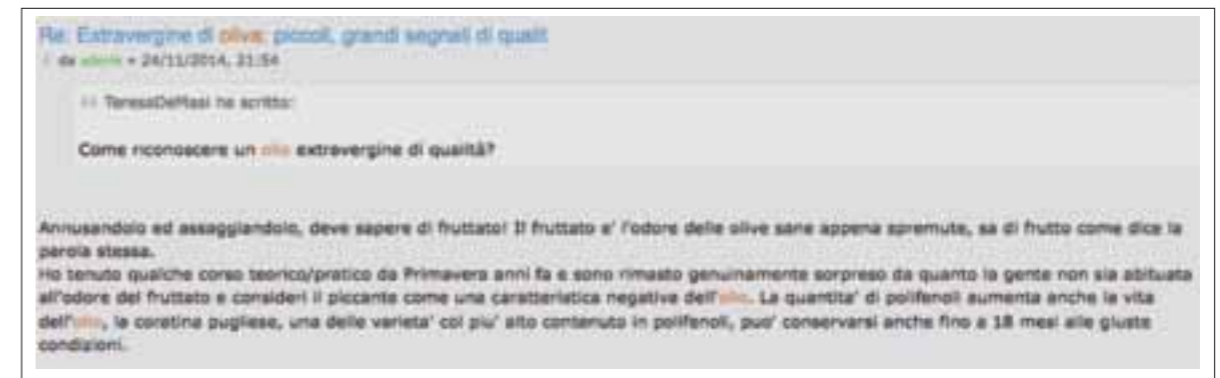 Re: Extravergine di oliva: piccoli, grandi segnali di qualit
da • 24/11/2014, 21:54
TeresaDeMasi ha scritto:
Come riconoscere un olio extravergine di qualità?
Annusandolo ed assaggiandolo, deve sapere di fruttato! Il fruttato e' l'odore delle olive sane appena spremute, sa di frutto come dice la
parola stessa.
Ho tenuto qualche corso teorico/pratico da Primavera anni fa e sono rimasto genuinamente sorpreso da quanto la gente non sia abituata
all'odore del fruttato e consideri il piccante come una caratteristica negativa dell'olio. La quantita' di polifenoli aumenta anche la vita
dell'olio, la coratina pugliese, una delle varieta' col piu' alto contenuto in polifenoli, puo' conservarsi anche fino a 18 mesi alle giuste
condizioni.